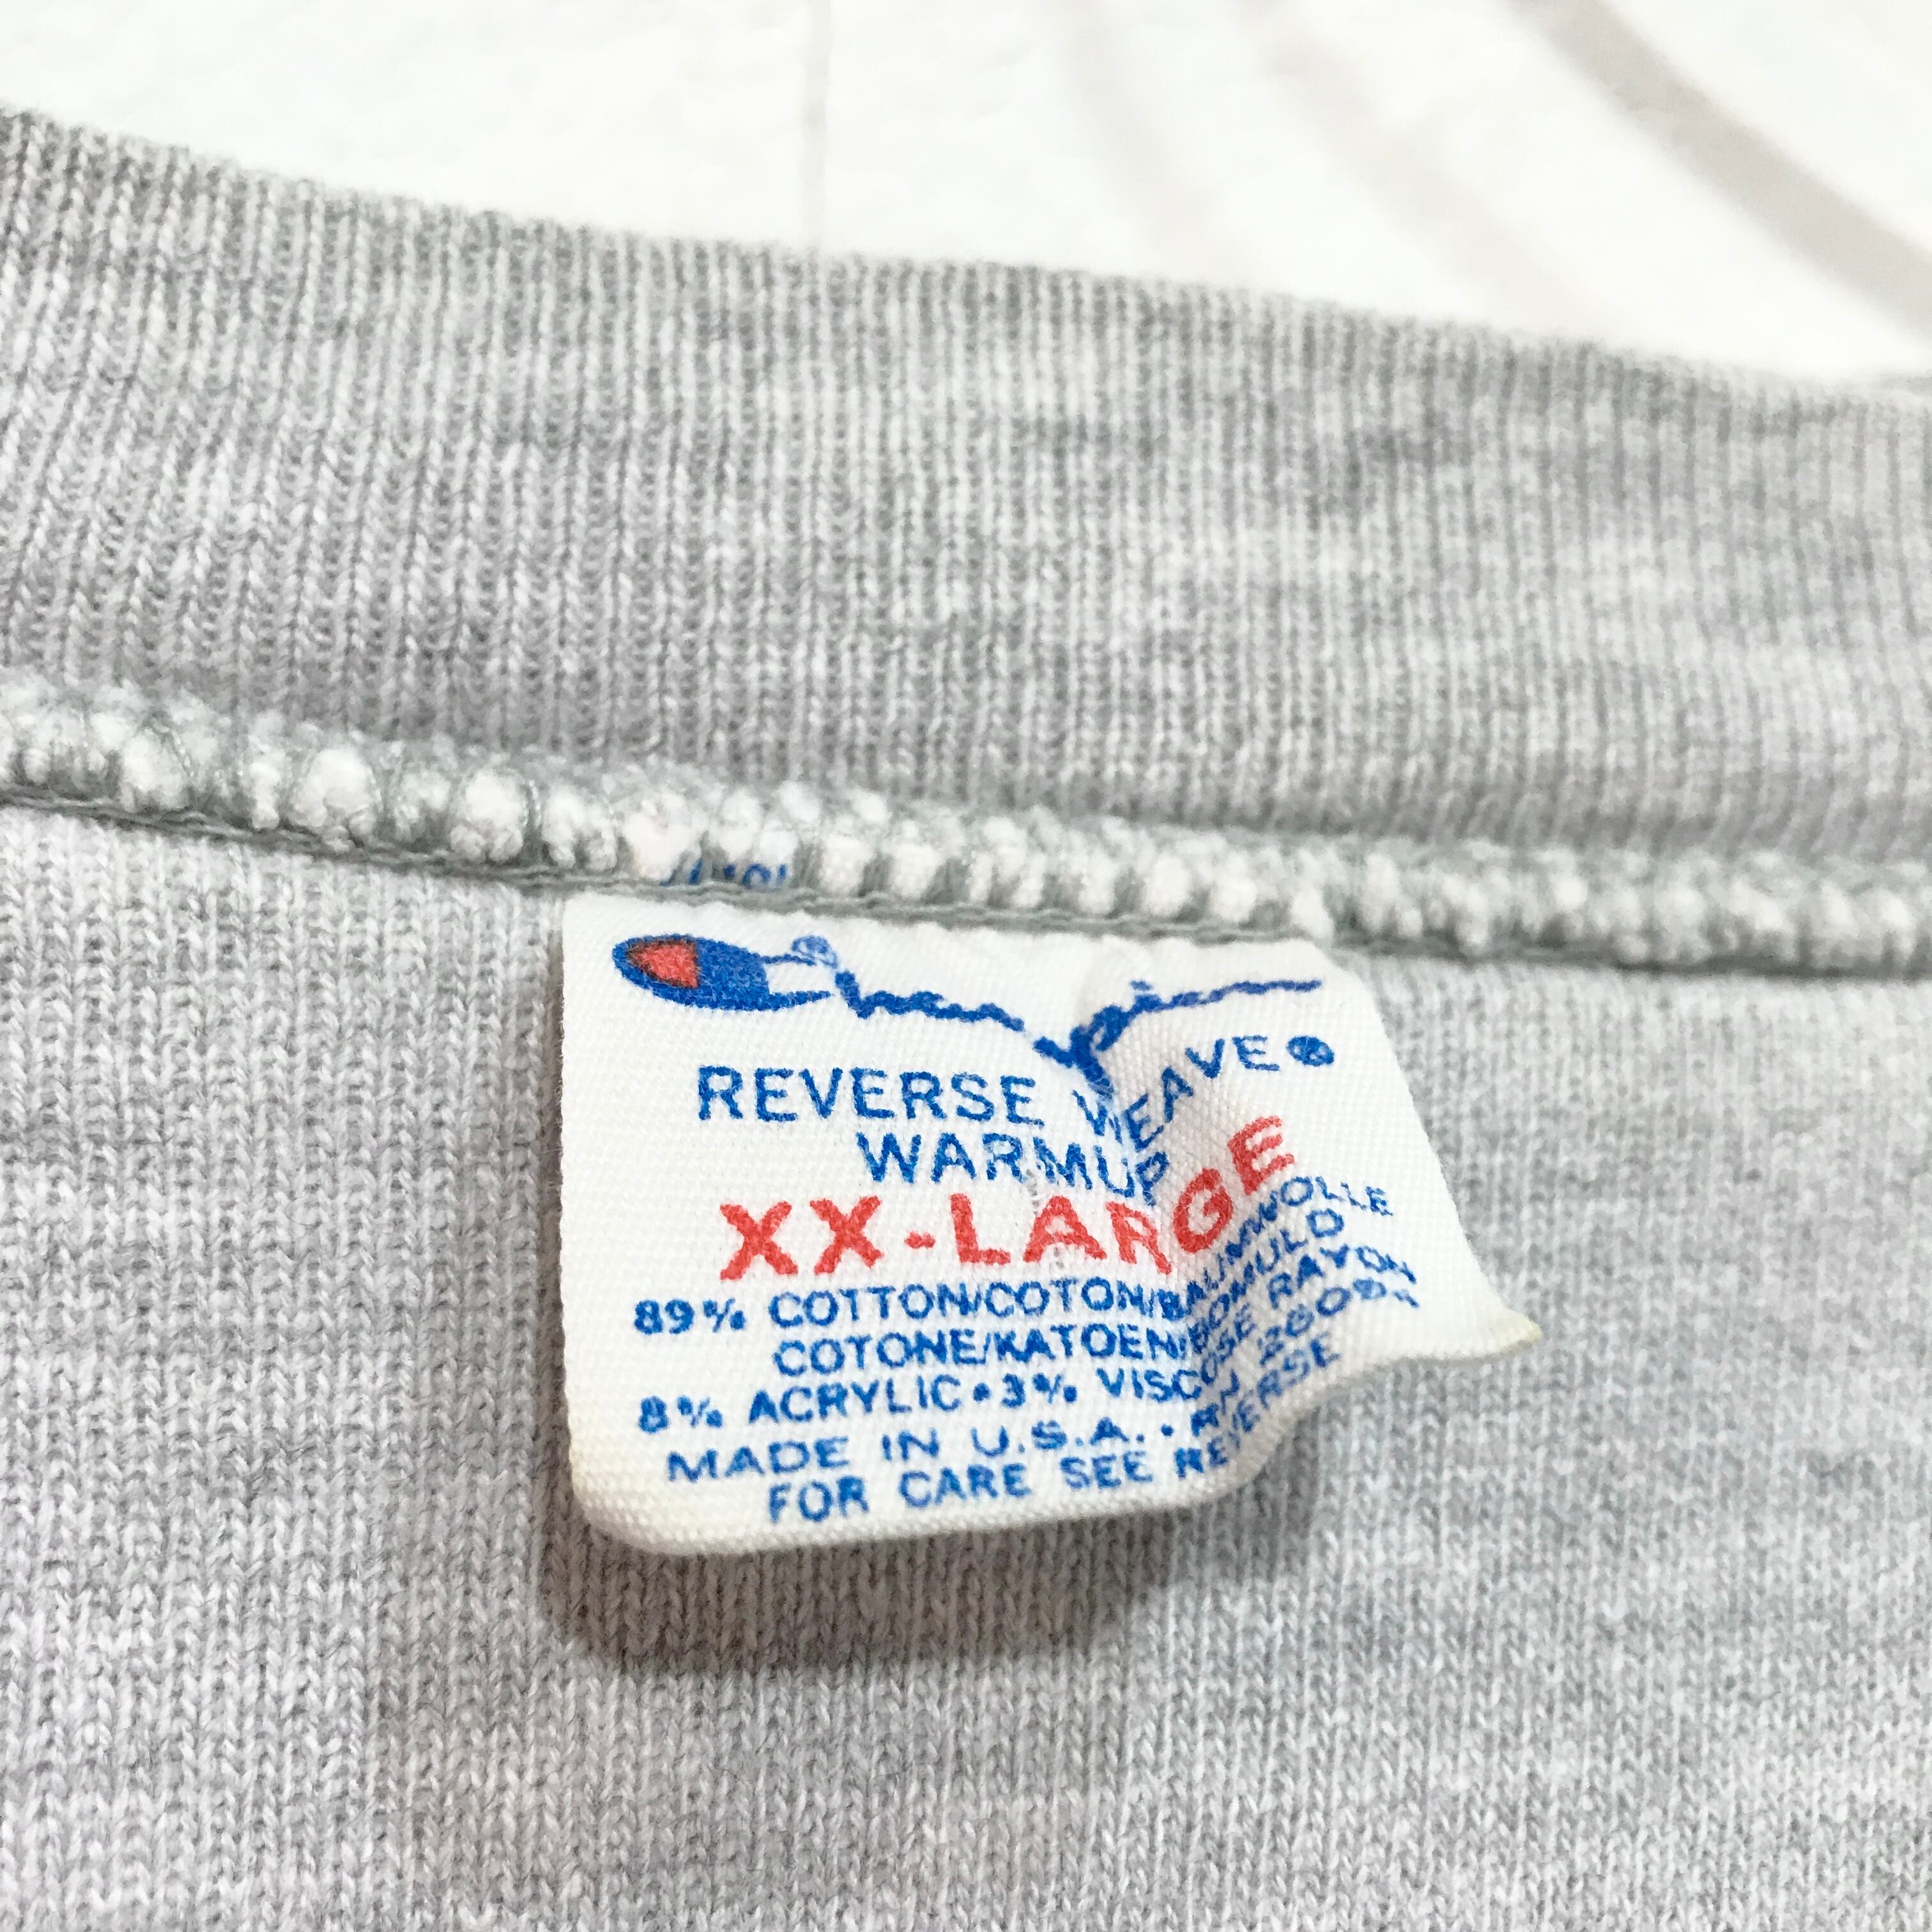 Champion
REVERSE WEAVE®
WARMUP
XX-LARGE
89% COTTON/COTON/BAUMWOLLE
COTONE/KATOEN/BOMULD
8% ACRYLIC • 3% VISCOSE RAYON
MADE IN U.S.A. • RN 26094
FOR CARE SEE REVERSE